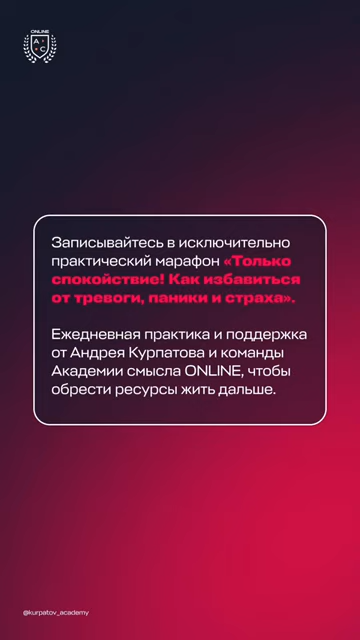 ONLINE
А С
Записывайтесь в исключительно
практический марафон «Только
спокойствие! Как избавиться
от тревоги, паники и страха».
Ежедневная практика и поддержка
от Андрея Курпатова и команды
Академии смысла ONLINE, чтобы
обрести ресурсы жить дальше.
@kurpatov_academy